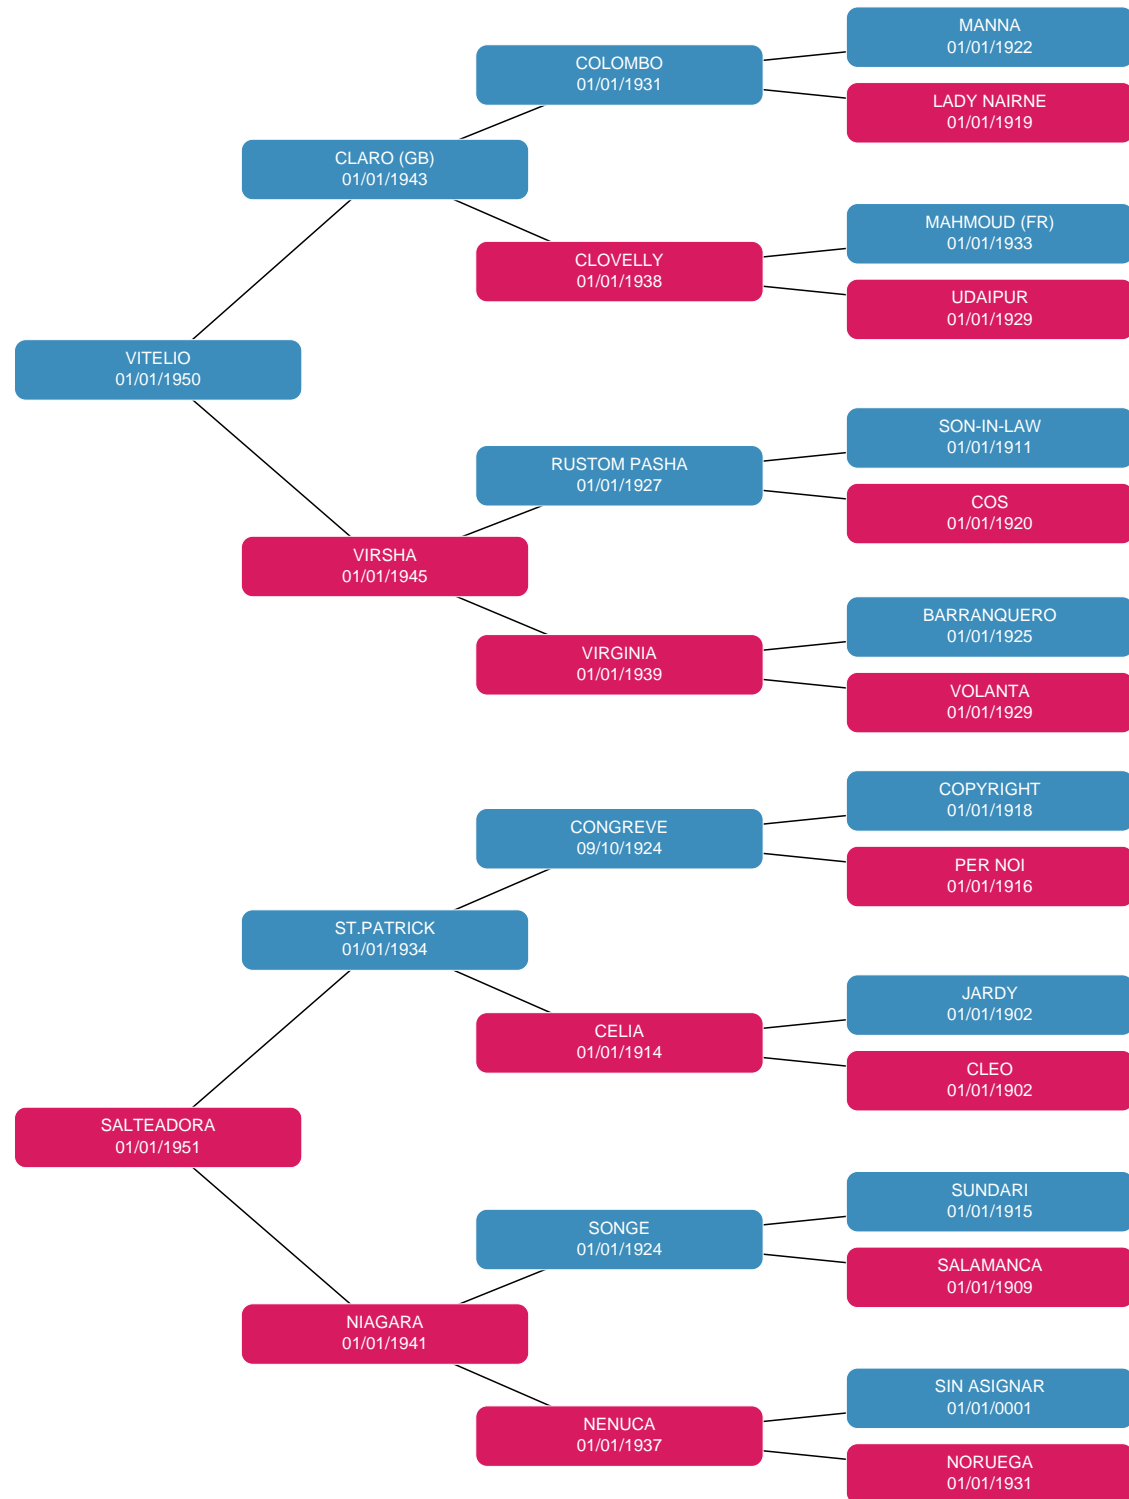 MANNA
01/01/1922
COLOMBO
01/01/1931
LADY NAIRNE
01/01/1919
CLARO (GB)
01/01/1943
MAHMOUD (FR)
01/01/1933
CLOVELLY
01/01/1938
UDAIPUR
01/01/1929
VITELIO
01/01/1950
SON-IN-LAW
01/01/1911
RUSTOM PASHA
01/01/1927
COS
01/01/1920
VIRSHA
01/01/1945
BARRANQUERO
01/01/1925
VIRGINIA
01/01/1939
VOLANTA
01/01/1929
COPYRIGHT
01/01/1918
CONGREVE
09/10/1924
PER NOI
01/01/1916
ST.PATRICK
01/01/1934
JARDY
01/01/1902
CELIA
01/01/1914
CLEO
01/01/1902
SALTEADORA
01/01/1951
SUNDARI
01/01/1915
SONGE
01/01/1924
SALAMANCA
01/01/1909
NIAGARA
01/01/1941
SIN ASIGNAR
01/01/0001
NENUCA
01/01/1937
NORUEGA
01/01/1931